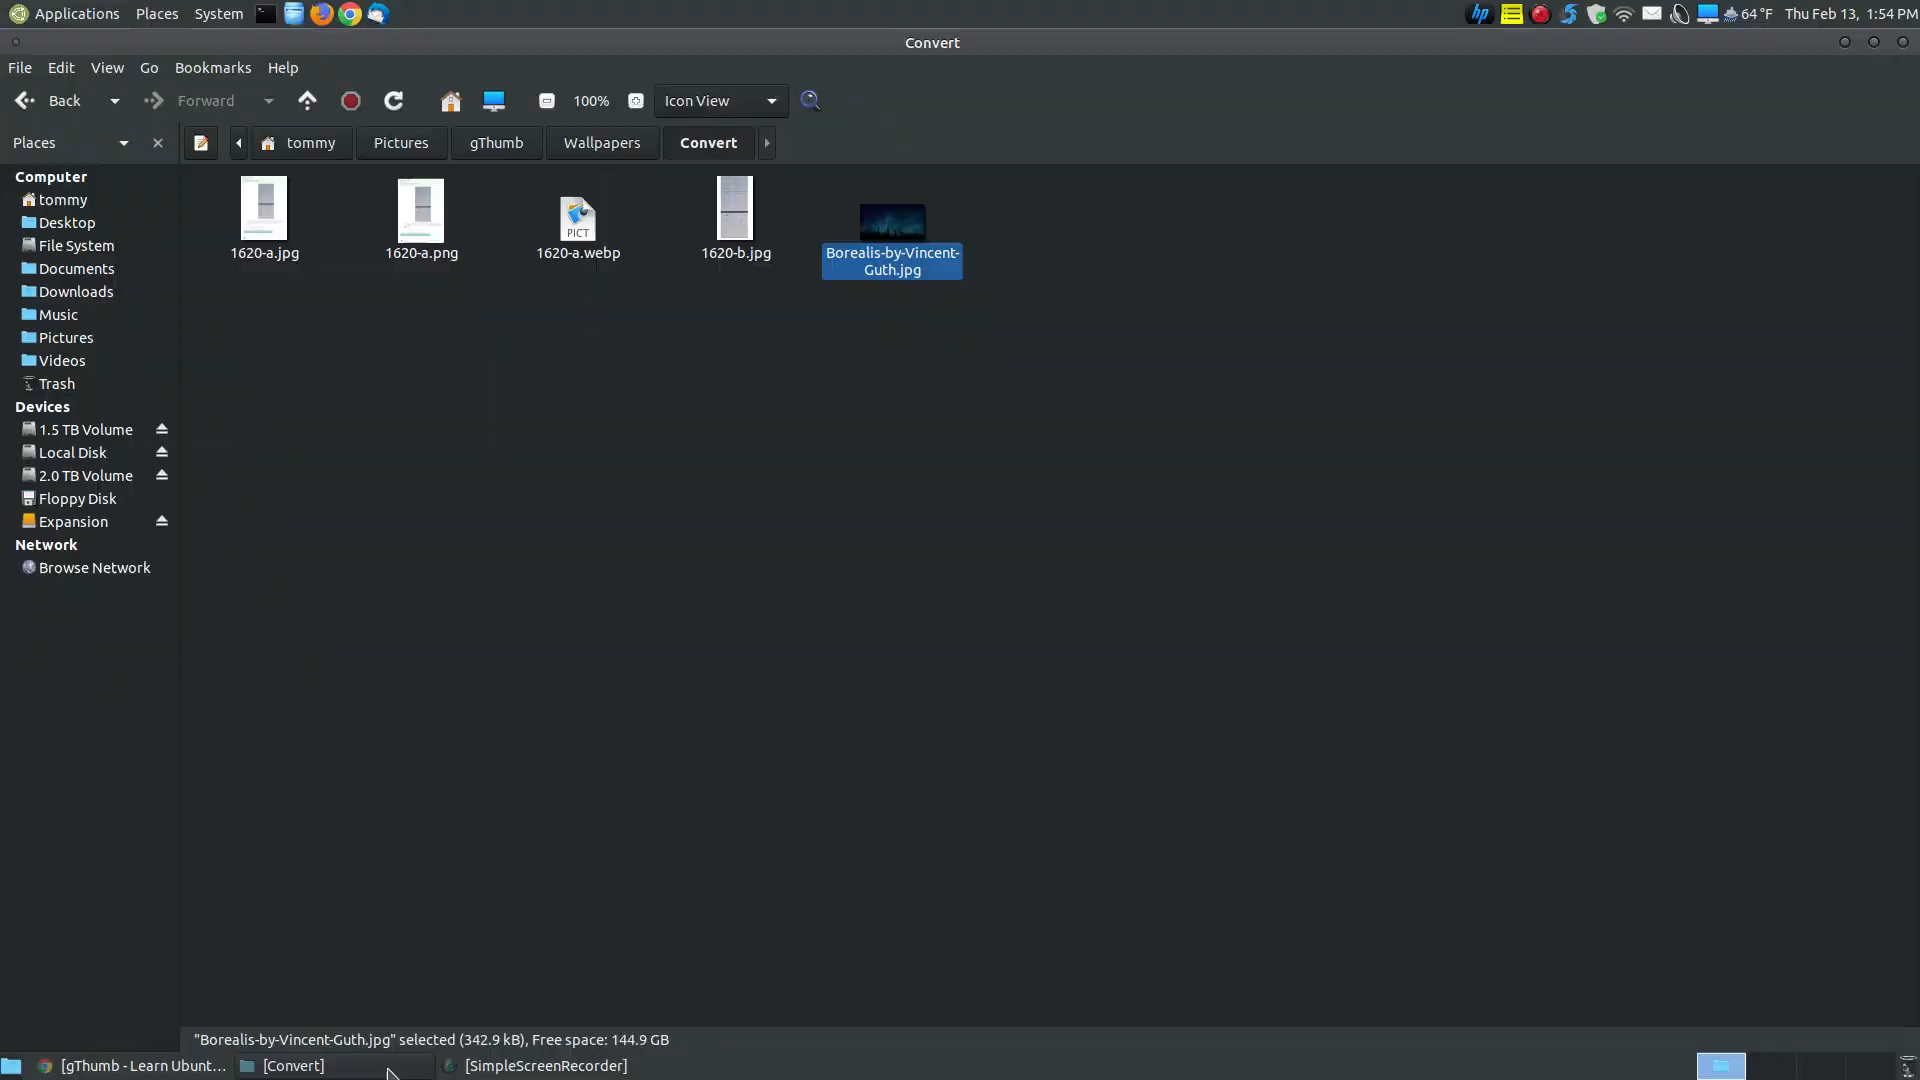 Applications Places System 64 °F Thu Feb 13, 1:54 PM
Convert
File Edit View Go Bookmarks Help
Back Forward 100% Icon View
Places tommy Pictures gThumb Wallpapers Convert
Computer
tommy
Desktop
File System
Documents
Downloads
Music
Pictures
Videos
Trash
Devices
1.5 TB Volume
Local Disk
2.0 TB Volume
Floppy Disk
Expansion
Network
Browse Network
1620-a.jpg
1620-a.png
PICT
1620-a.webp
1620-b.jpg
Borealis-by-Vincent-
Guth.jpg
"Borealis-by-Vincent-Guth.jpg" selected (342.9 kB), Free space: 144.9 GB
[gThumb - Learn Ubunt... [Convert] [SimpleScreenRecorder]
hp